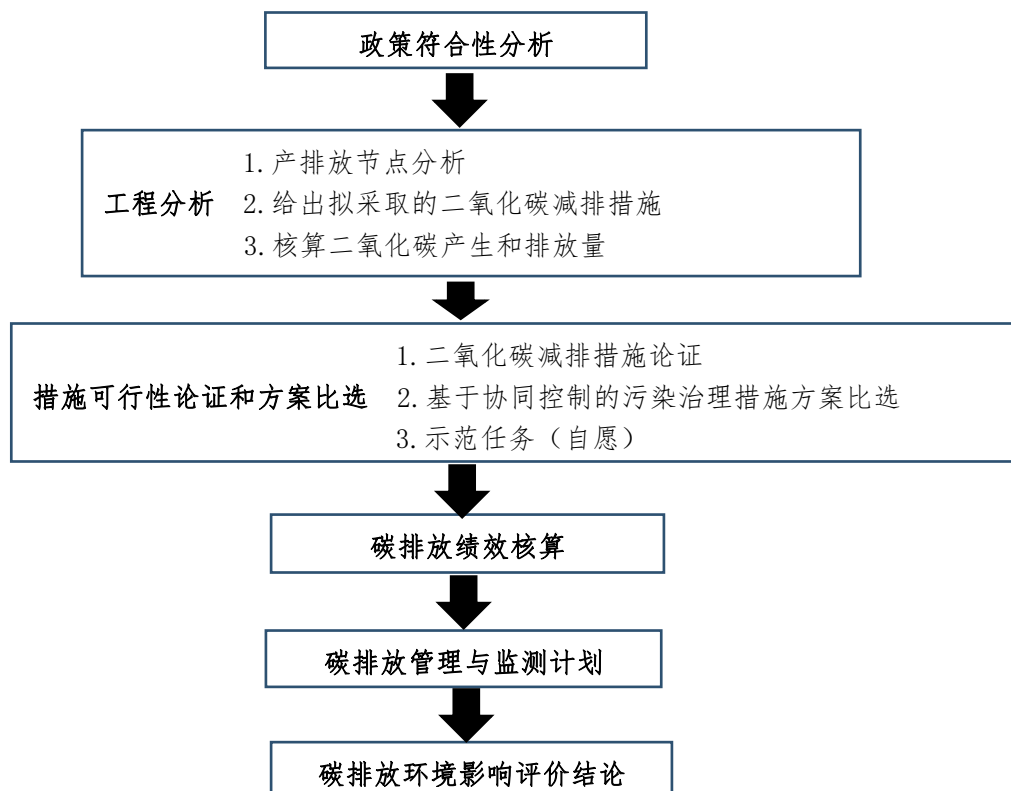 政策符合性分析
1.产排放节点分析
工程分析 2.给出拟采取的二氧化碳减排措施
3.核算二氧化碳产生和排放量
1.二氧化碳减排措施论证
措施可行性论证和方案比选 2.基于协同控制的污染治理措施方案比选
3.示范任务（自愿）
碳排放绩效核算
碳排放管理与监测计划
碳排放环境影响评价结论